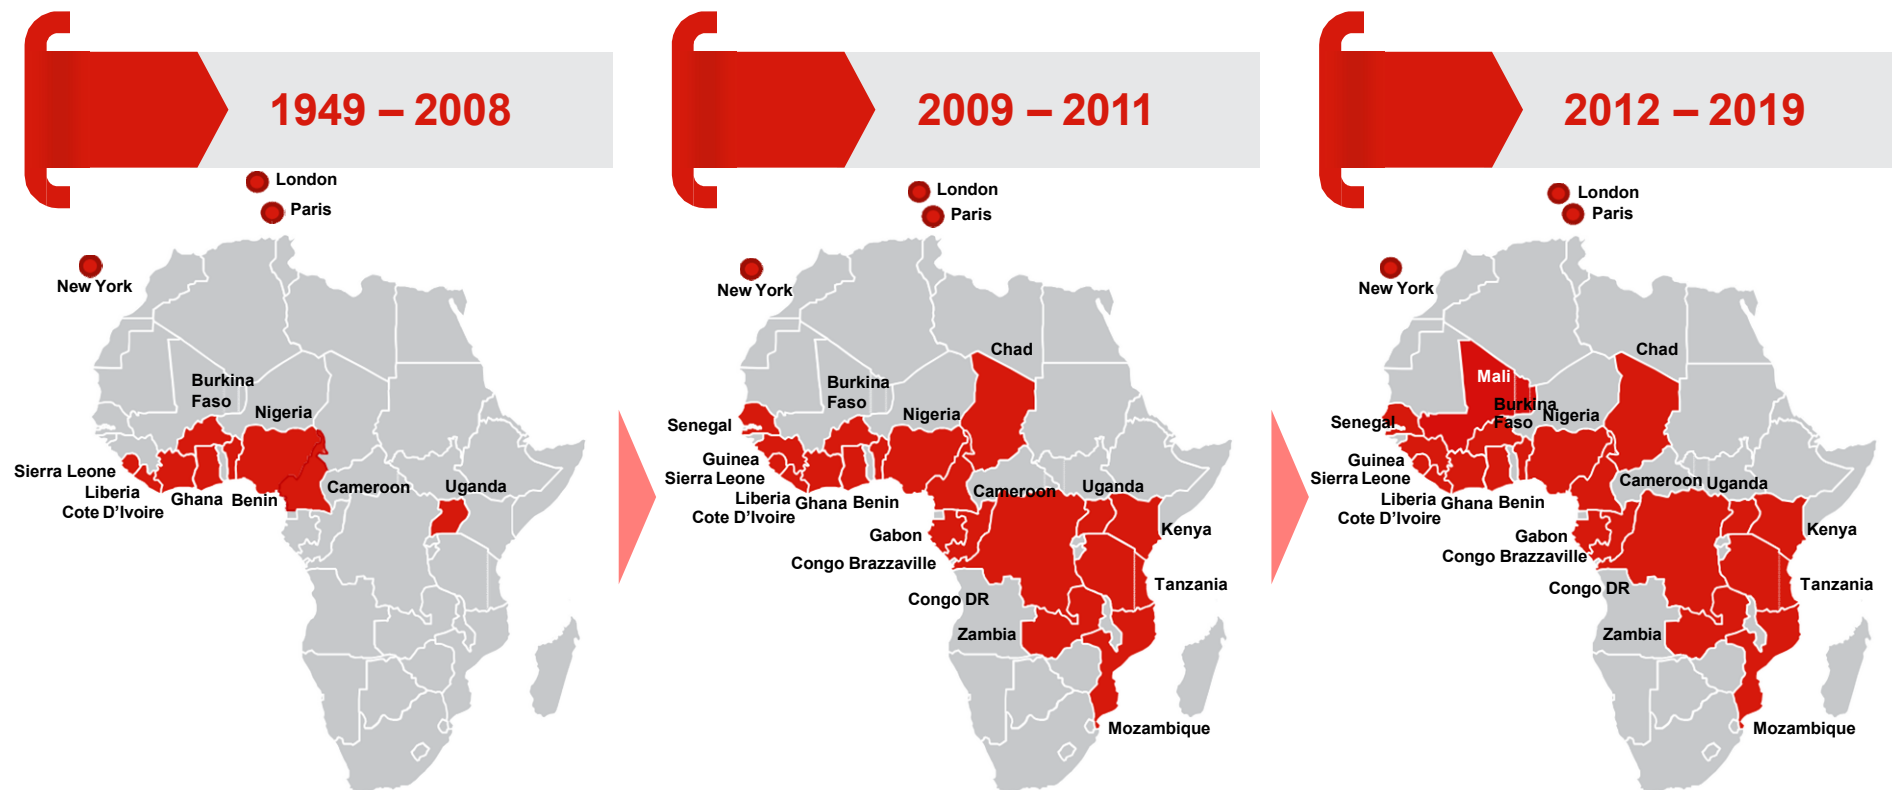 1949 – 2008
London
Paris
New York
Burkina
Faso
Nigeria
Sierra Leone
Liberia
Cote D’Ivoire
Ghana
Benin
Cameroon
Uganda
2009 – 2011
London
Paris
New York
Chad
Burkina
Faso
Nigeria
Senegal
Guinea
Sierra Leone
Liberia
Cote D’Ivoire
Ghana
Benin
Cameroon
Uganda
Kenya
Gabon
Congo Brazzaville
Congo DR
Tanzania
Zambia
Mozambique
2012 – 2019
London
Paris
New York
Chad
Mali
Burkina
Faso
Nigeria
Senegal
Guinea
Sierra Leone
Liberia
Cote D’Ivoire
Ghana
Benin
Cameroon
Uganda
Kenya
Gabon
Congo Brazzaville
Congo DR
Tanzania
Zambia
Mozambique